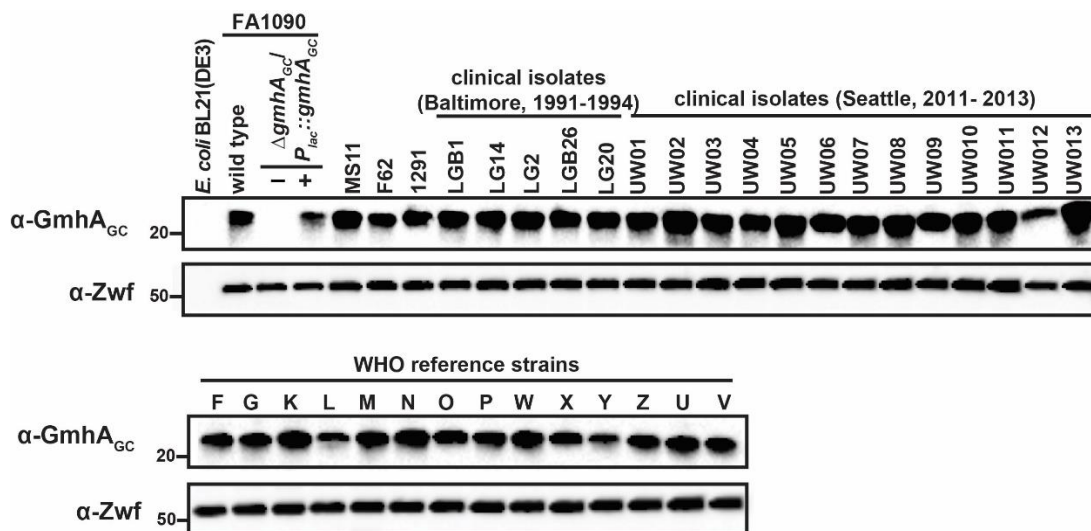 FA1090
E. coli BL21(DE3)
wild type
ΔgmhAGC/
Plac::gmhAGC
–
+
MS11
F62
1291
clinical isolates
(Baltimore, 1991-1994)
LGB1
LG14
LG2
LGB26
LG20
clinical isolates (Seattle, 2011- 2013)
UW01
UW02
UW03
UW04
UW05
UW06
UW07
UW08
UW09
UW010
UW011
UW012
UW013
α-GmhAGC
20
α-Zwf
50
WHO reference strains
F G K L M N O P W X Y Z U V
α-GmhAGC
20
α-Zwf
50